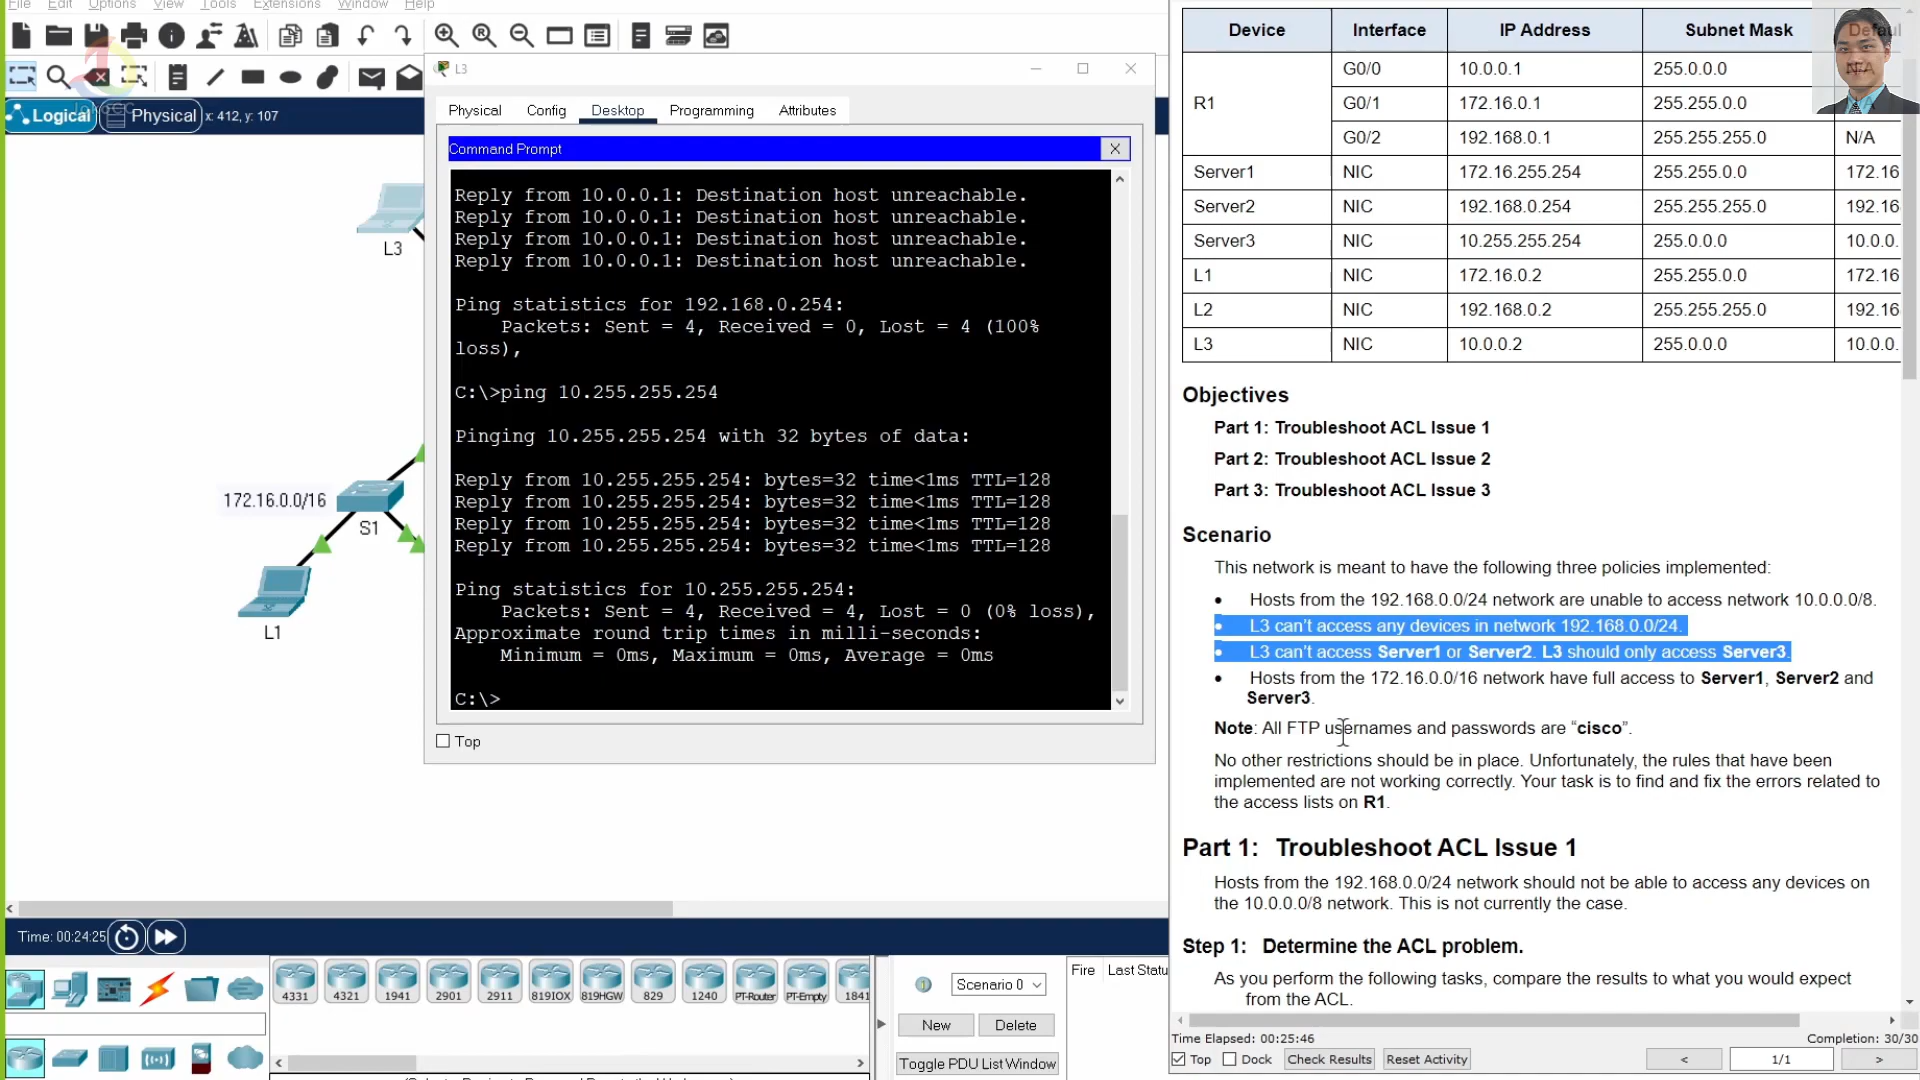 File Edit Options View Tools Extensions Window Help
Logical
Physical
x: 412, y: 107
L3
172.16.0.0/16
S1
L1
L3
Physical Config Desktop Programming Attributes
Command Prompt
X
Reply from 10.0.0.1: Destination host unreachable.
Reply from 10.0.0.1: Destination host unreachable.
Reply from 10.0.0.1: Destination host unreachable.
Reply from 10.0.0.1: Destination host unreachable.
Ping statistics for 192.168.0.254:
Packets: Sent = 4, Received = 0, Lost = 4 (100%
loss),
C:\>ping 10.255.255.254
Pinging 10.255.255.254 with 32 bytes of data:
Reply from 10.255.255.254: bytes=32 time<1ms TTL=128
Reply from 10.255.255.254: bytes=32 time<1ms TTL=128
Reply from 10.255.255.254: bytes=32 time<1ms TTL=128
Reply from 10.255.255.254: bytes=32 time<1ms TTL=128
Ping statistics for 10.255.255.254:
Packets: Sent = 4, Received = 4, Lost = 0 (0% loss),
Approximate round trip times in milli-seconds:
Minimum = 0ms, Maximum = 0ms, Average = 0ms
C:\>
Top
Time: 00:24:25
4331 4321 1941 2901 2911 819IOX 819HGW 829 1240 PT-Router PT-Empty 1841
Scenario 0
New Delete
Toggle PDU List Window
Fire Last Statu
Device Interface IP Address Subnet Mask Defaul
R1 G0/0 10.0.0.1 255.0.0.0 N/A
G0/1 172.16.0.1 255.255.0.0 N/A
G0/2 192.168.0.1 255.255.255.0 N/A
Server1 NIC 172.16.255.254 255.255.0.0 172.16
Server2 NIC 192.168.0.254 255.255.255.0 192.16
Server3 NIC 10.255.255.254 255.0.0.0 10.0.0.
L1 NIC 172.16.0.2 255.255.0.0 172.16
L2 NIC 192.168.0.2 255.255.255.0 192.16
L3 NIC 10.0.0.2 255.0.0.0 10.0.0.
Objectives
Part 1: Troubleshoot ACL Issue 1
Part 2: Troubleshoot ACL Issue 2
Part 3: Troubleshoot ACL Issue 3
Scenario
This network is meant to have the following three policies implemented:
• Hosts from the 192.168.0.0/24 network are unable to access network 10.0.0.0/8.
• L3 can't access any devices in network 192.168.0.0/24.
• L3 can't access Server1 or Server2. L3 should only access Server3.
• Hosts from the 172.16.0.0/16 network have full access to Server1, Server2 and
Server3.
Note: All FTP usernames and passwords are “cisco”.
No other restrictions should be in place. Unfortunately, the rules that have been
implemented are not working correctly. Your task is to find and fix the errors related to
the access lists on R1.
Part 1: Troubleshoot ACL Issue 1
Hosts from the 192.168.0.0/24 network should not be able to access any devices on
the 10.0.0.0/8 network. This is not currently the case.
Step 1: Determine the ACL problem.
As you perform the following tasks, compare the results to what you would expect
from the ACL.
Time Elapsed: 00:25:46 Completion: 30/30
Top Dock Check Results Reset Activity < 1/1 >